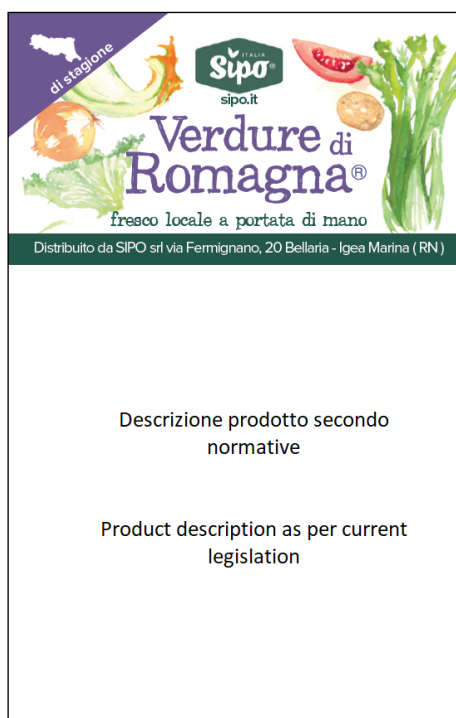 di stagione
ITALIA
Sipo®
sipo.it
Verdure di
Romagna®
fresco locale a portata di mano
Distribuito da SIPO srl via Fermignano, 20 Bellaria - Igea Marina ( RN )
Descrizione prodotto secondo
normative
Product description as per current
legislation